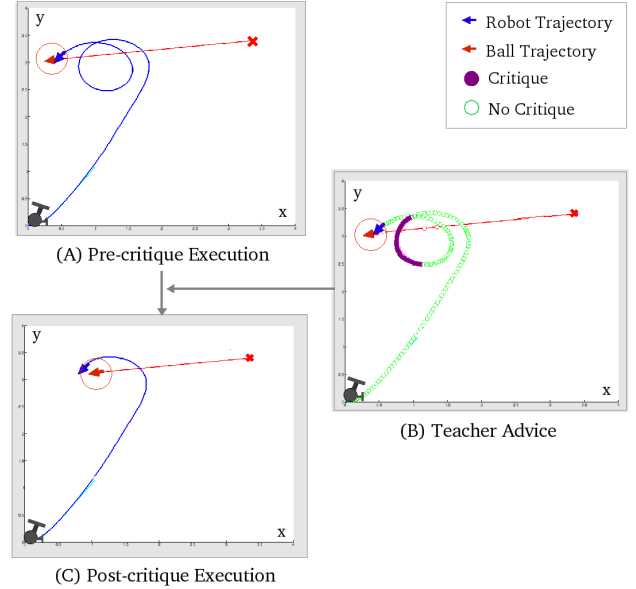 y
x
(A) Pre-critique Execution
Robot Trajectory
Ball Trajectory
Critique
No Critique
y
x
(B) Teacher Advice
y
x
(C) Post-critique Execution